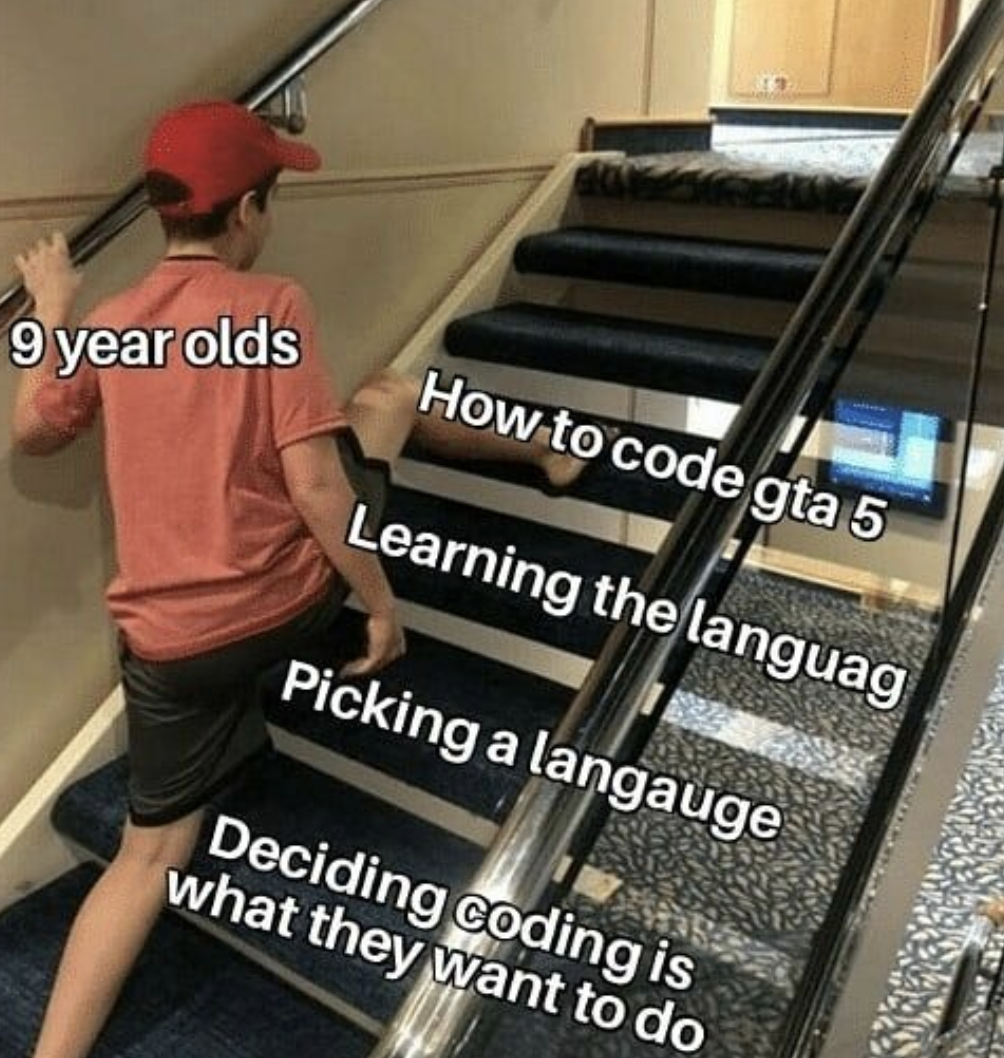 9 year olds
How to code gta 5
Learning the languag
Picking a langauge
Deciding coding is
what they want to do